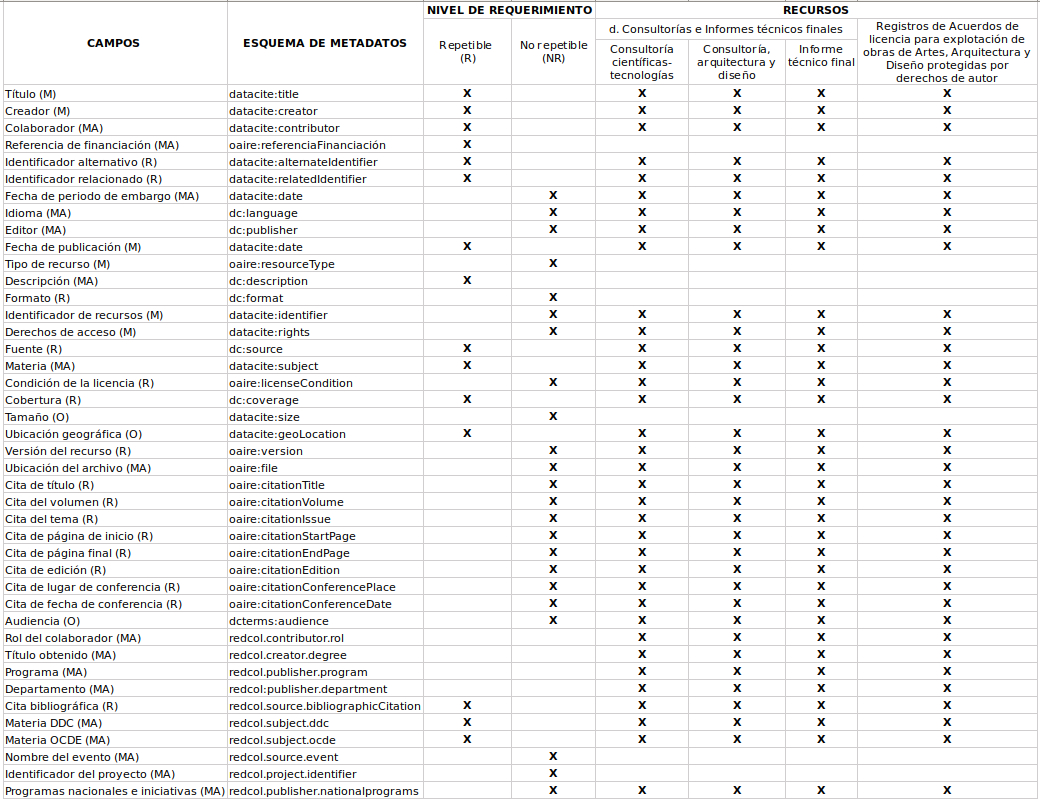 NIVEL DE REQUERIMIENTO RECURSOS
CAMPOS ESQUEMA DE METADATOS Repetible (R) No repetible (NR) d. Consultorías e Informes técnicos finales Registros de Acuerdos de licencia para explotación de obras de Artes, Arquitectura y Diseño protegidas por derechos de autor
Consultoría científicas-tecnologías Consultoría, arquitectura y diseño Informe técnico final
Título (M) datacite:title X X X X X
Creador (M) datacite:creator X X X X X
Colaborador (MA) datacite:contributor X X X X X
Referencia de financiación (MA) oaire:referenciaFinanciación X
Identificador alternativo (R) datacite:alternateIdentifier X X X X X
Identificador relacionado (R) datacite:relatedIdentifier X X X X X
Fecha de periodo de embargo (MA) datacite:date X X X X X
Idioma (MA) dc:language X X X X X
Editor (MA) dc:publisher X X X X X
Fecha de publicación (M) datacite:date X X X X X
Tipo de recurso (M) oaire:resourceType X
Descripción (MA) dc:description X
Formato (R) dc:format X
Identificador de recursos (M) datacite:identifier X X X X X
Derechos de acceso (M) datacite:rights X X X X X
Fuente (R) dc:source X X X X X
Materia (MA) datacite:subject X X X X X
Condición de la licencia (R) oaire:licenseCondition X X X X X
Cobertura (R) dc:coverage X X X X X
Tamaño (O) datacite:size X
Ubicación geográfica (O) datacite:geoLocation X X X X X
Versión del recurso (R) oaire:version X X X X X
Ubicación del archivo (MA) oaire:file X X X X X
Cita de título (R) oaire:citationTitle X X X X X
Cita del volumen (R) oaire:citationVolume X X X X X
Cita del tema (R) oaire:citationIssue X X X X X
Cita de página de inicio (R) oaire:citationStartPage X X X X X
Cita de página final (R) oaire:citationEndPage X X X X X
Cita de edición (R) oaire:citationEdition X X X X X
Cita de lugar de conferencia (R) oaire:citationConferencePlace X X X X X
Cita de fecha de conferencia (R) oaire:citationConferenceDate X X X X X
Audiencia (O) dcterms:audience X X X X X
Rol del colaborador (MA) redcol.contributor.rol X X X X
Título obtenido (MA) redcol.creator.degree X X X X
Programa (MA) redcol.publisher.program X X X X
Departamento (MA) redcol:publisher.department X X X X
Cita bibliográfica (R) redcol.source.bibliographicCitation X X X X X
Materia DDC (MA) redcol.subject.ddc X X X X X
Materia OCDE (MA) redcol.subject.ocde X X X X X
Nombre del evento (MA) redcol.source.event X
Identificador del proyecto (MA) redcol.project.identifier X
Programas nacionales e iniciativas (MA) redcol.publisher.nationalprograms X X X X X